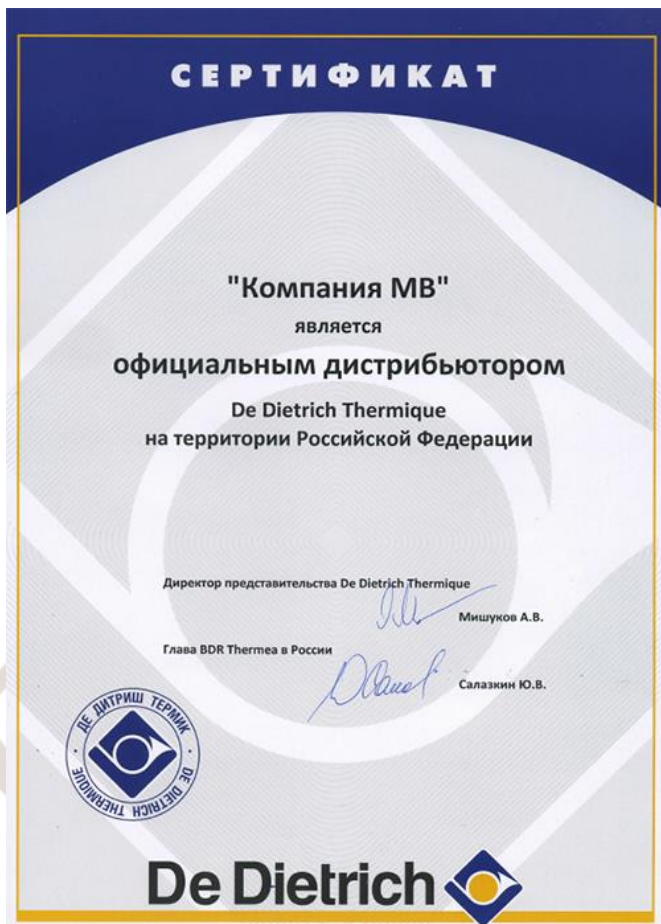 СЕРТИФИКАТ
"Компания МВ"
является
официальным дистрибьютором
De Dietrich Thermique
на территории Российской Федерации
Директор представительства De Dietrich Thermique
Мишуков А.В.
Глава BDR Thermea в России
Салазкин Ю.В.
ДЕ ДИТРИШ ТЕРМИК
DE DIETRICH THERMIQUE
De Dietrich